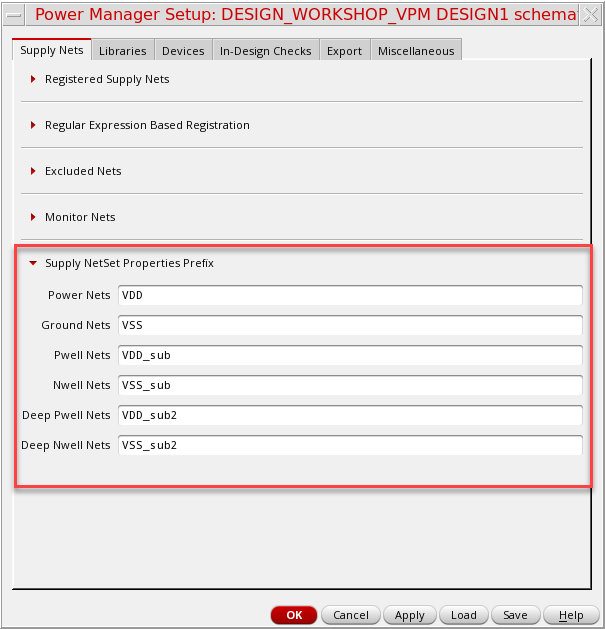 Power Manager Setup: DESIGN_WORKSHOP_VPM DESIGN1 schema
Supply Nets Libraries Devices In-Design Checks Export Miscellaneous
Registered Supply Nets
Regular Expression Based Registration
Excluded Nets
Monitor Nets
Supply NetSet Properties Prefix
Power Nets VDD
Ground Nets VSS
Pwell Nets VDD_sub
Nwell Nets VSS_sub
Deep Pwell Nets VDD_sub2
Deep Nwell Nets VSS_sub2
OK Cancel Apply Load Save Help